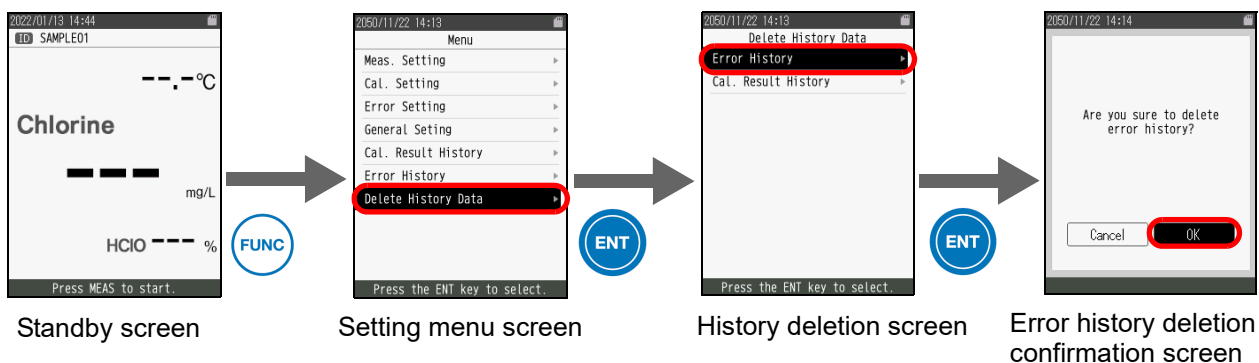 2022/01/13 14:44
ID SAMPLE01
--.-℃
Chlorine
---
mg/L
HClO --- %
Press MEAS to start.
Standby screen
FUNC
2050/11/22 14:13
Menu
Meas. Setting
Cal. Setting
Error Setting
General Seting
Cal. Result History
Error History
Delete History Data
Press the ENT key to select.
Setting menu screen
ENT
2050/11/22 14:13
Delete History Data
Error History
Cal. Result History
Press the ENT key to select.
History deletion screen
ENT
2050/11/22 14:14
Are you sure to delete
error history?
Cancel OK
Error history deletion
confirmation screen